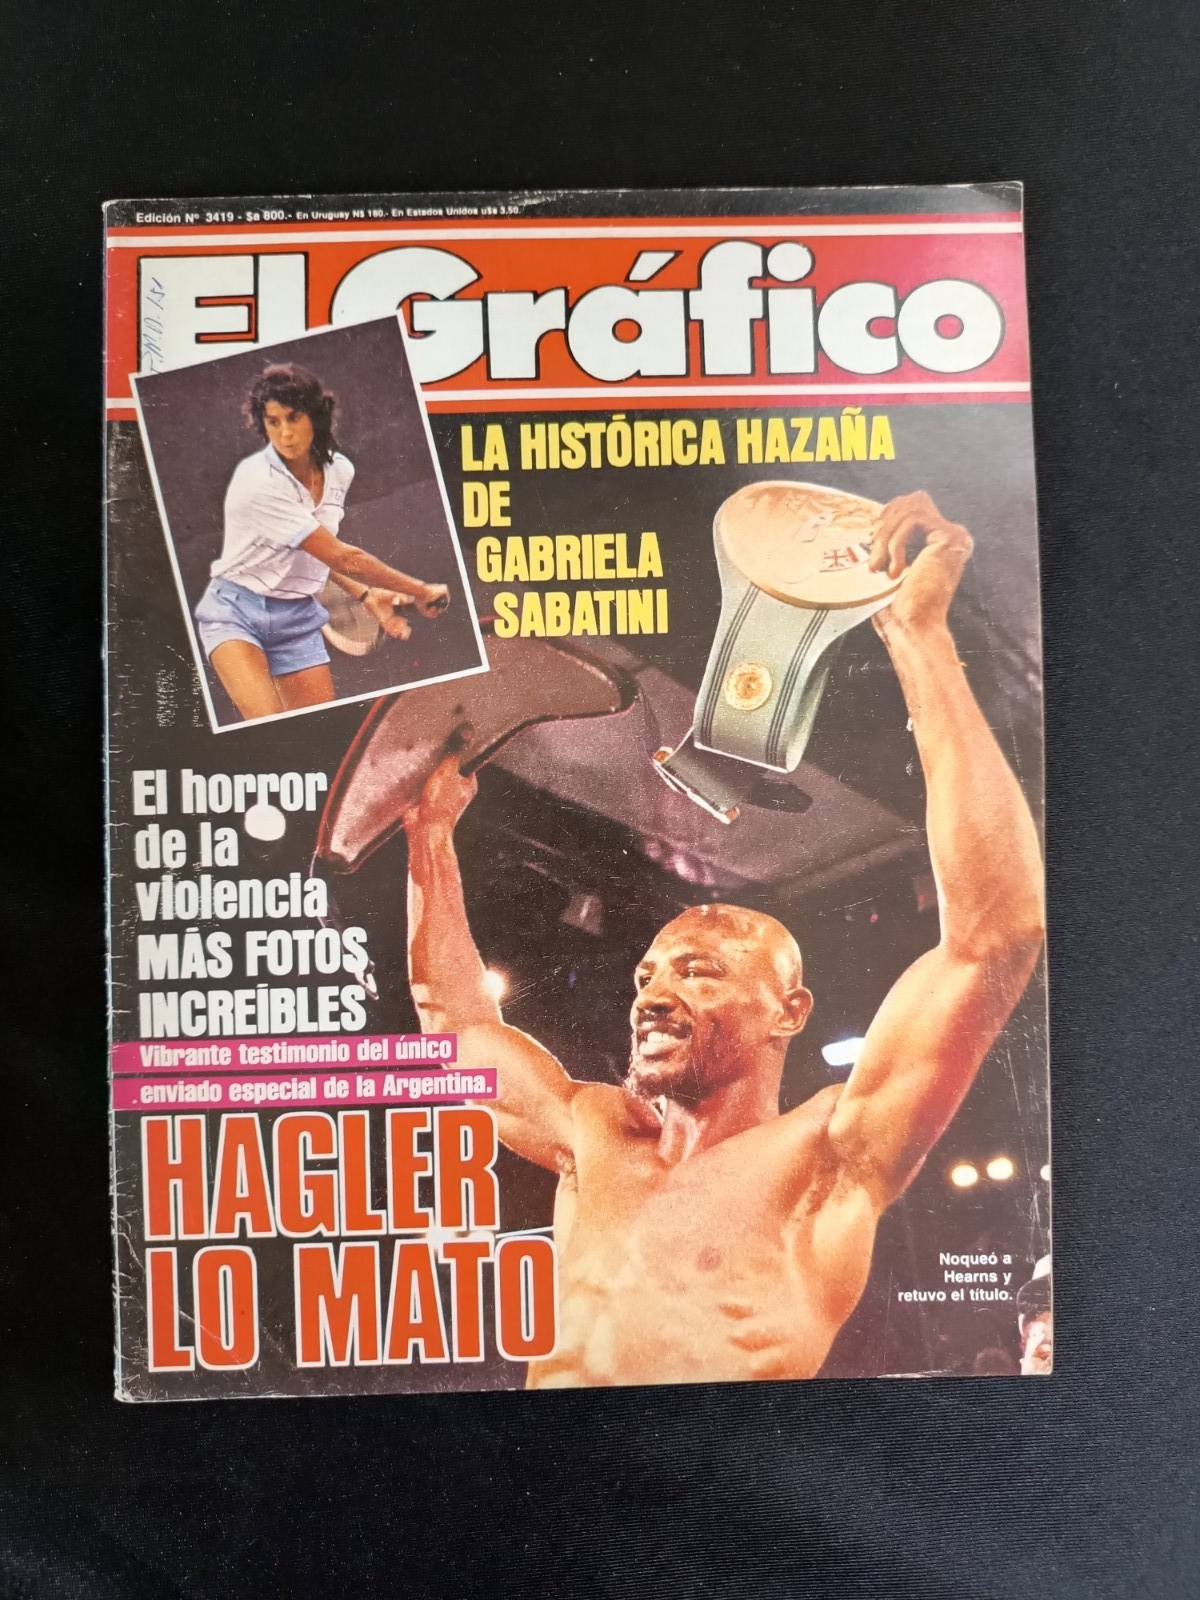 Edición Nº 3419 - $a 800.- En Uruguay N$ 180.- En Estados Unidos u$s 3,50.
El Gráfico
LA HISTÓRICA HAZAÑA
DE
GABRIELA
SABATINI
El horror
de la
violencia
MÁS FOTOS
INCREÍBLES
Vibrante testimonio del único
enviado especial de la Argentina.
HAGLER
LO MATO
Noqueó a
Hearns y
retuvo el título.